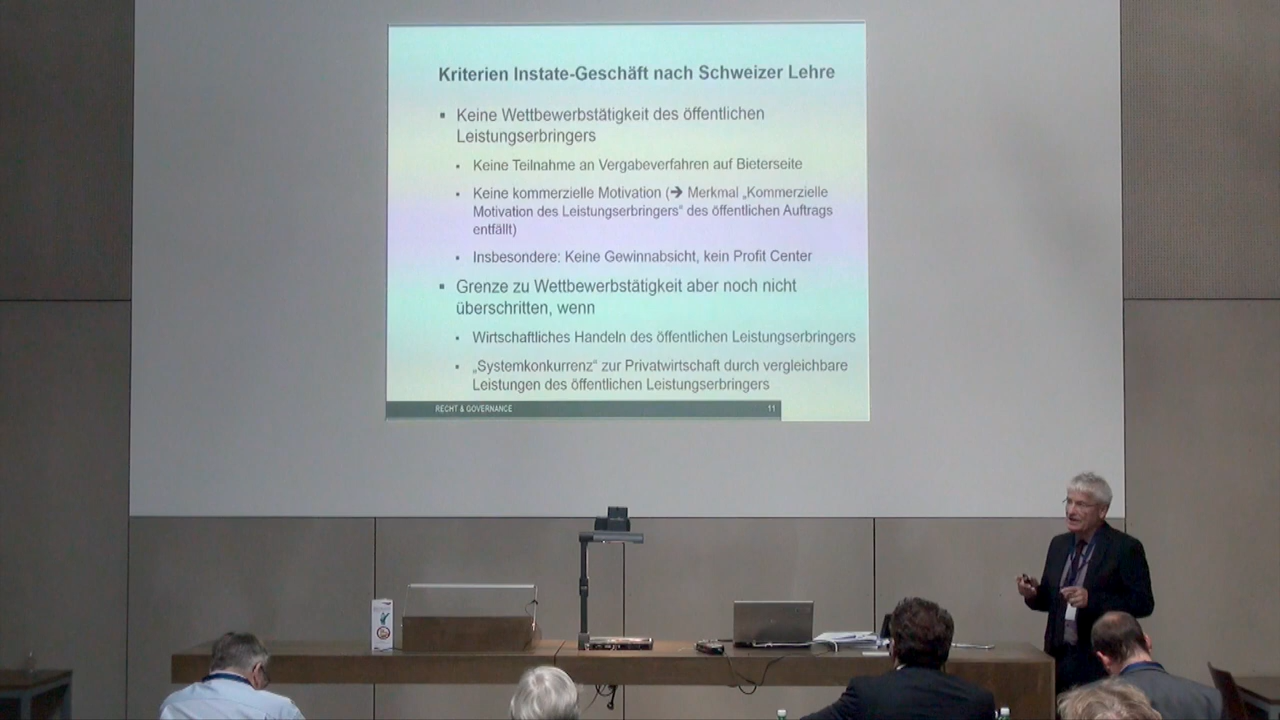 Kriterien Instate-Geschäft nach Schweizer Lehre
▪ Keine Wettbewerbstätigkeit des öffentlichen
Leistungserbringers
• Keine Teilnahme an Vergabeverfahren auf Bieterseite
• Keine kommerzielle Motivation (➔ Merkmal „Kommerzielle
Motivation des Leistungserbringers“ des öffentlichen Auftrags
entfällt)
• Insbesondere: Keine Gewinnabsicht, kein Profit Center
▪ Grenze zu Wettbewerbstätigkeit aber noch nicht
überschritten, wenn
• Wirtschaftliches Handeln des öffentlichen Leistungserbringers
• „Systemkonkurrenz“ zur Privatwirtschaft durch vergleichbare
Leistungen des öffentlichen Leistungserbringers
RECHT & GOVERNANCE 11